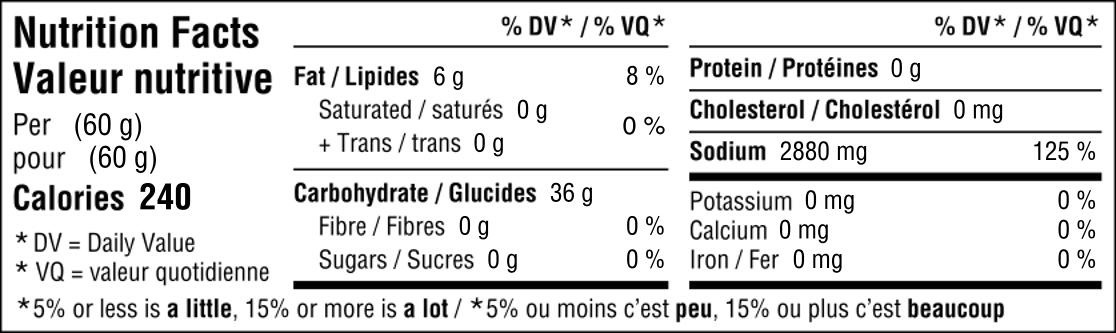 Nutrition Facts
Valeur nutritive
Per (60 g)
pour (60 g)
Calories 240
* DV = Daily Value
* VQ = valeur quotidienne
% DV* / % VQ*
Fat / Lipides 6 g 8 %
Saturated / saturés 0 g
+ Trans / trans 0 g
0 %
Carbohydrate / Glucides 36 g
Fibre / Fibres 0 g 0 %
Sugars / Sucres 0 g 0 %
% DV* / % VQ*
Protein / Protéines 0 g
Cholesterol / Cholestérol 0 mg
Sodium 2880 mg 125 %
Potassium 0 mg 0 %
Calcium 0 mg 0 %
Iron / Fer 0 mg 0 %
*5% or less is a little, 15% or more is a lot / *5% ou moins c'est peu, 15% ou plus c'est beaucoup